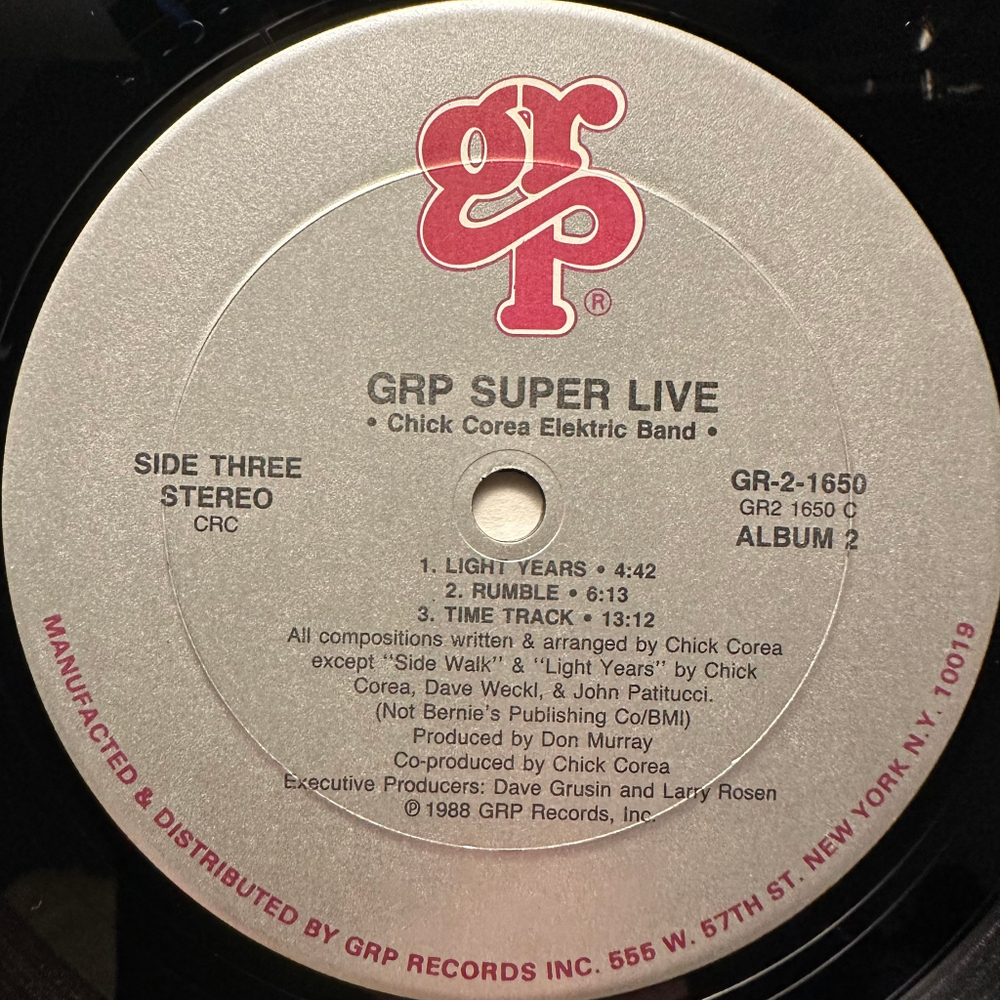 grp
®
GRP SUPER LIVE
• Chick Corea Elektric Band •
SIDE THREE
STEREO
CRC
GR-2-1650
GR2 1650 C
ALBUM 2
1. LIGHT YEARS • 4:42
2. RUMBLE • 6:13
3. TIME TRACK • 13:12
All compositions written & arranged by Chick Corea
except "Side Walk" & "Light Years" by Chick
Corea, Dave Weckl, & John Patitucci.
(Not Bernie's Publishing Co/BMI)
Produced by Don Murray
Co-produced by Chick Corea
Executive Producers: Dave Grusin and Larry Rosen
℗ 1988 GRP Records, Inc.
MANUFACTED & DISTRIBUTED BY GRP RECORDS INC. 555 W. 57TH ST. NEW YORK N.Y. 10019